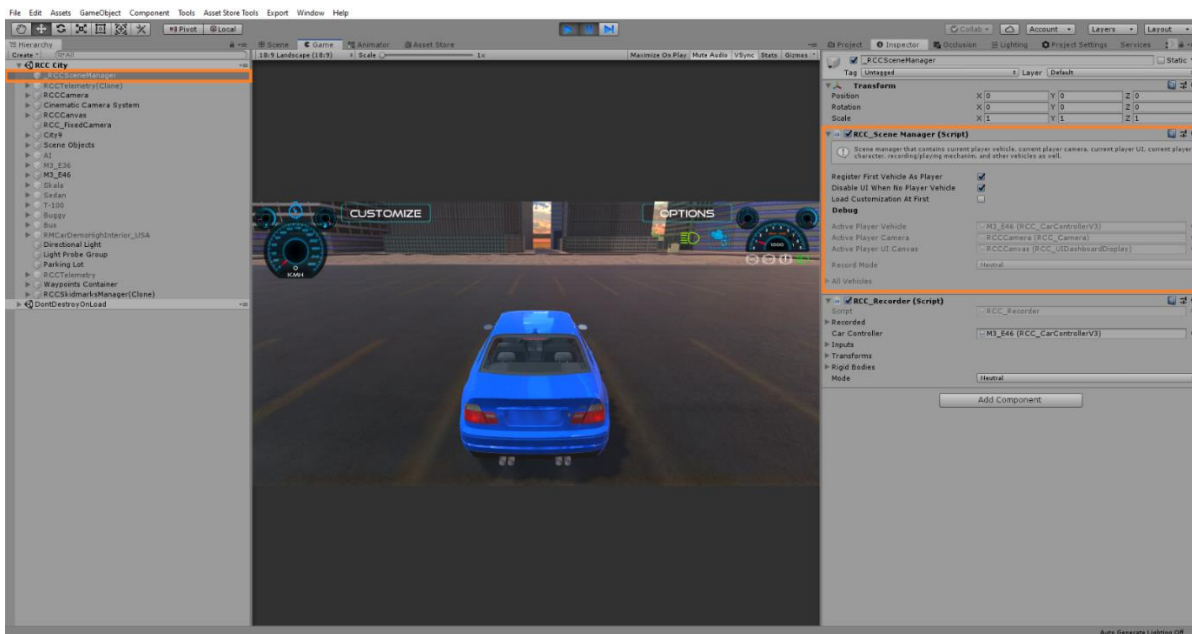 File Edit Assets GameObject Component Tools Asset Store Tools Export Window Help
Pivot Local
Collab Account Layers Layout
Hierarchy
Create All
RCC City
_RCCSceneManager
RCCTelemetry(Clone)
RCCCamera
Cinematic Camera System
RCCCanvas
RCC_FixedCamera
City9
Scene Objects
AI
M3_E36
M3_E46
Skala
Sedan
T-100
Buggy
Bus
RMCarDemoHighInterior_USA
Directional Light
Light Probe Group
Parking Lot
RCCTelemetry
Waypoints Container
RCCSkidmarksManager(Clone)
DontDestroyOnLoad
Scene Game Animator Asset Store
18:9 Landscape (18:9) Scale 1x Maximize On Play Mute Audio VSync Stats Gizmos
CUSTOMIZE OPTIONS
0
KMH
Project Inspector Occlusion Lighting Project Settings Services
_RCCSceneManager Static
Tag Untagged Layer Default
Transform
Position X 0 Y 0 Z 0
Rotation X 0 Y 0 Z 0
Scale X 1 Y 1 Z 1
RCC_Scene Manager (Script)
Scene manager that contains current player vehicle, current player camera, current player UI, current player
character, recording/playing mechanim, and other vehicles as well.
Register First Vehicle As Player
Disable UI When No Player Vehicle
Load Customization At First
Debug
Active Player Vehicle M3_E46 (RCC_CarControllerV3)
Active Player Camera RCCCamera (RCC_Camera)
Active Player UI Canvas RCCCanvas (RCC_UIDashboardDisplay)
Record Mode Neutral
All Vehicles
RCC_Recorder (Script)
Script RCC_Recorder
Recorded
Car Controller M3_E46 (RCC_CarControllerV3)
Inputs
Transforms
Rigid Bodies
Mode Neutral
Add Component
Auto Generate Lighting Off